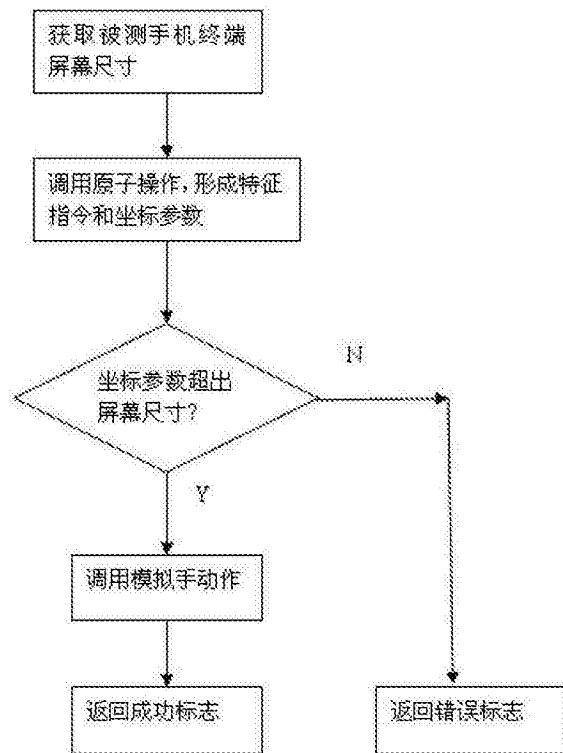 获取被测手机终端
屏幕尺寸
调用原子操作,形成特征
指令和坐标参数
坐标参数超出
屏幕尺寸?
N
Y
调用模拟手动作
返回成功标志
返回错误标志